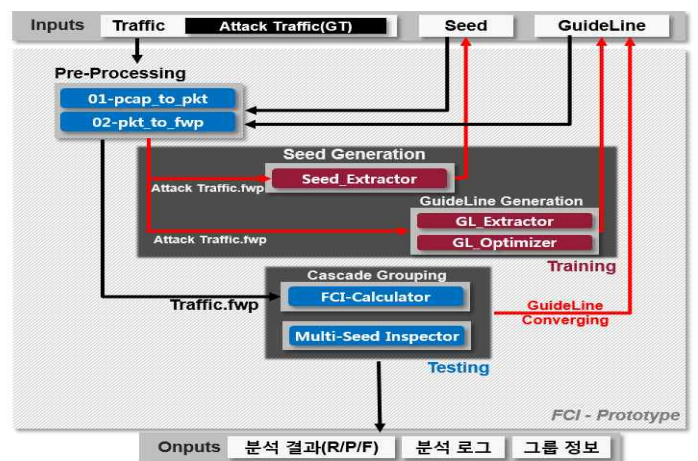 Inputs Traffic Attack Traffic(GT) Seed GuideLine
Pre-Processing
01-pcap_to_pkt
02-pkt_to_fwp
Seed Generation
Seed_Extractor
Attack Traffic.fwp
GuideLine Generation
GL_Extractor
GL_Optimizer
Attack Traffic.fwp
Training
Cascade Grouping
FCI-Calculator
Traffic.fwp
Multi-Seed Inspector
GuideLine
Converging
Testing
FCI - Prototype
Onputs 분석 결과(R/P/F) 분석 로그 그룹 정보